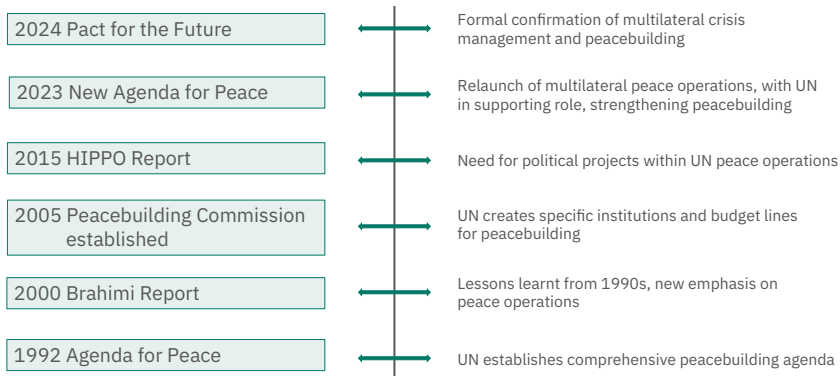 2024 Pact for the Future
Formal confirmation of multilateral crisis
management and peacebuilding
2023 New Agenda for Peace
Relaunch of multilateral peace operations, with UN
in supporting role, strengthening peacebuilding
2015 HIPPO Report
Need for political projects within UN peace operations
2005 Peacebuilding Commission
established
UN creates specific institutions and budget lines
for peacebuilding
2000 Brahimi Report
Lessons learnt from 1990s, new emphasis on
peace operations
1992 Agenda for Peace
UN establishes comprehensive peacebuilding agenda